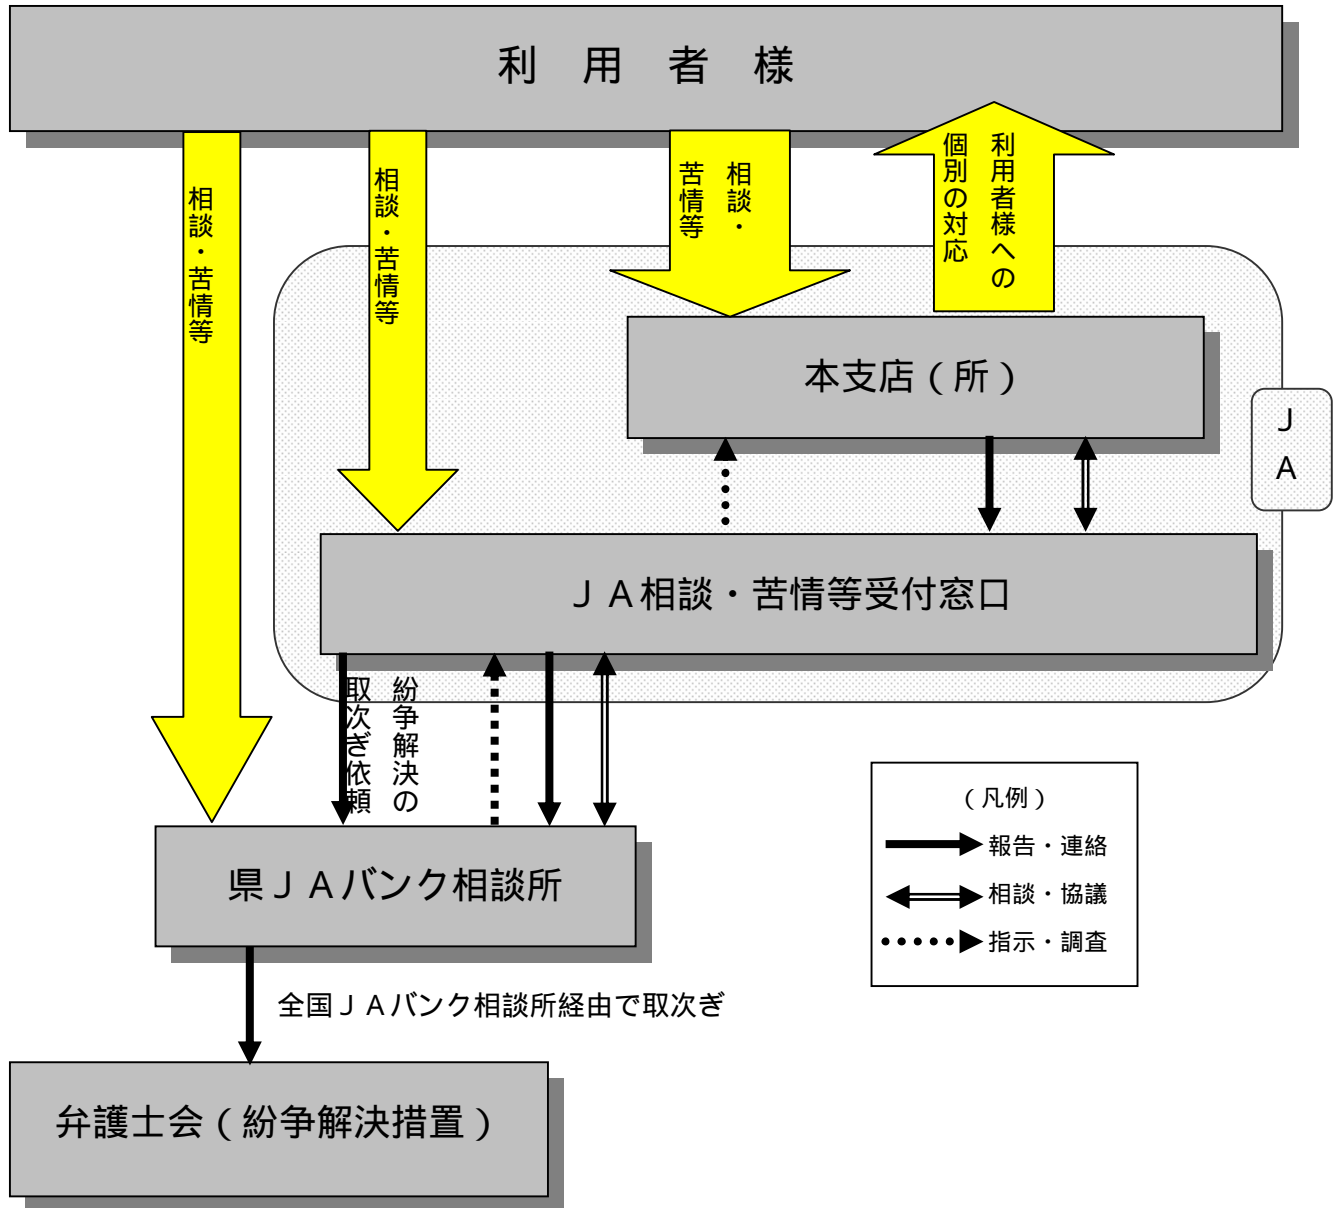 利　用　者　様
相談・苦情等
相談・苦情等
相談・
苦情等
利用者様への
個別の対応
本支店（所）
ＪＡ
ＪＡ相談・苦情等受付窓口
紛争解決の
取次ぎ依頼
県ＪＡバンク相談所
（凡例）
報告・連絡
相談・協議
指示・調査
全国ＪＡバンク相談所経由で取次ぎ
弁護士会（紛争解決措置）